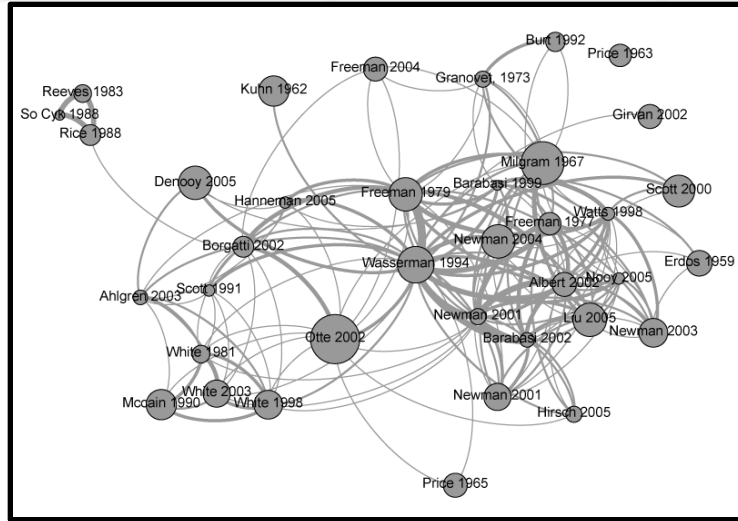 Burt 1992
Price 1963
Freeman 2004
Granovet, 1973
Reeves 1983
Kuhn 1962
So Cyk 1988
Girvan 2002
Rice 1988
Milgram 1967
Denooy 2005
Barabasi 1999
Freeman 1979
Scott 2000
Hanneman 2005
Watts 1998
Freeman 1977
Borgatti 2002
Newman 2004
Wasserman 1994
Erdos 1959
Albert 2002
Nooy 2005
Scott 1991
Ahlgren 2003
Newman 2001
Liu 2005
Newman 2003
Otte 2002
Barabasi 2002
White 1981
White 2003
Mccain 1990
White 1998
Newman 2001
Hirsch 2005
Price 1965